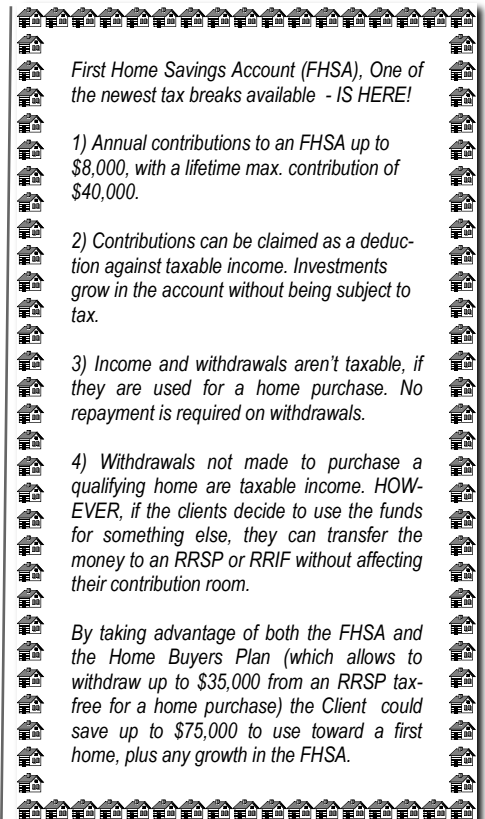 First Home Savings Account (FHSA), One of
the newest tax breaks available - IS HERE!
1) Annual contributions to an FHSA up to
$8,000, with a lifetime max. contribution of
$40,000.
2) Contributions can be claimed as a deduc-
tion against taxable income. Investments
grow in the account without being subject to
tax.
3) Income and withdrawals aren't taxable, if
they are used for a home purchase. No
repayment is required on withdrawals.
4) Withdrawals not made to purchase a
qualifying home are taxable income. HOW-
EVER, if the clients decide to use the funds
for something else, they can transfer the
money to an RRSP or RRIF without affecting
their contribution room.
By taking advantage of both the FHSA and
the Home Buyers Plan (which allows to
withdraw up to $35,000 from an RRSP tax-
free for a home purchase) the Client could
save up to $75,000 to use toward a first
home, plus any growth in the FHSA.